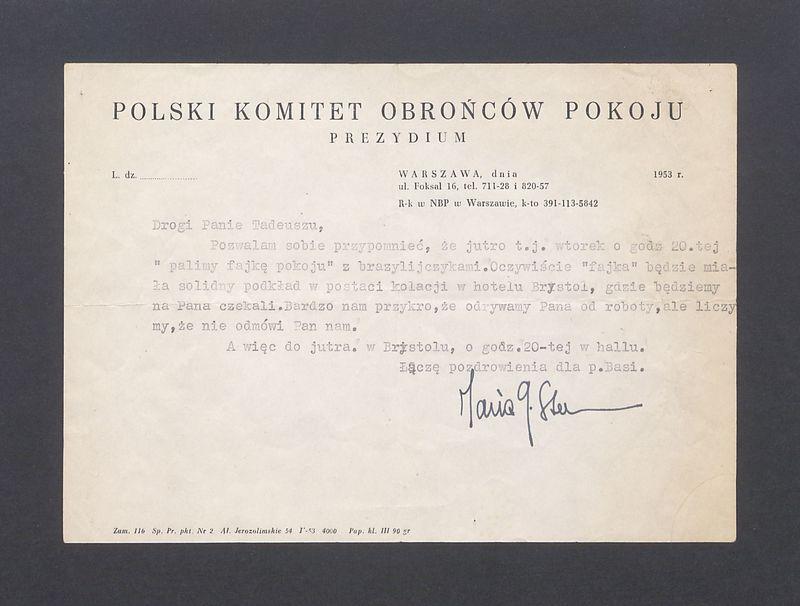 POLSKI KOMITET OBROŃCÓW POKOJU
PREZYDIUM
L. dz. ........................
WARSZAWA, dnia 1953 r.
ul. Foksal 16, tel. 711-28 i 820-57
R-k w NBP w Warszawie, k-to 391-113-5842
Drogi Panie Tadeuszu,
Pozwalam sobie przypomnieć, że jutro t.j. wtorek o godz 20.tej
" palimy fajkę pokoju" z brazylijczykami.Oczywiście "fajka" będzie mia-
ła solidny podkład w postaci kolacji w hotelu Brystol, gdzie będziemy
na Pana czekali.Bardzo nam przykro,że odrywamy Pana od roboty,ale liczy
my,że nie odmówi Pan nam.
A więc do jutra. w Brystolu, o godz.20-tej w hallu.
Łączę pozdrowienia dla p.Basi.
Maria
Zam. 116 Sp. Pr. pkt. Nr 2 Al. Jerozolimskie 54 4000 Pap. kl. III 90 gr